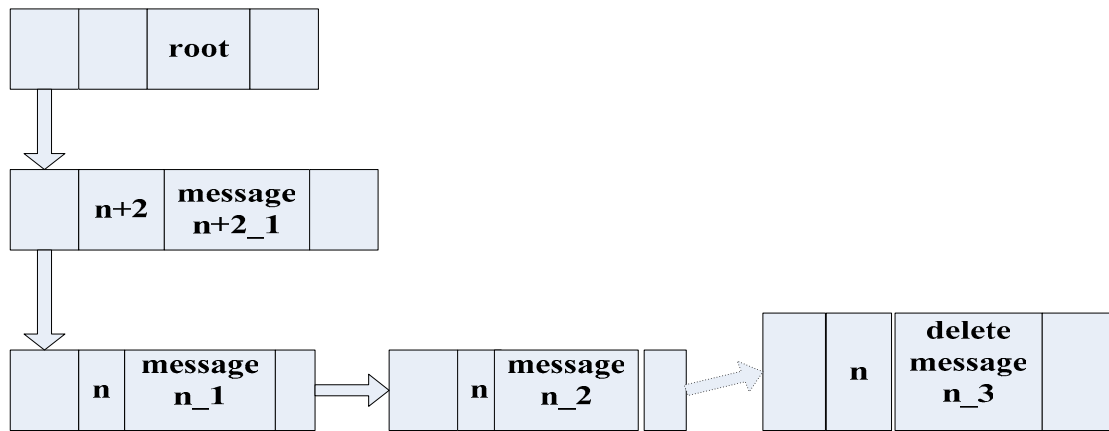 root
n+2
message
n+2_1
n
message
n_1
n
message
n_2
n
delete
message
n_3